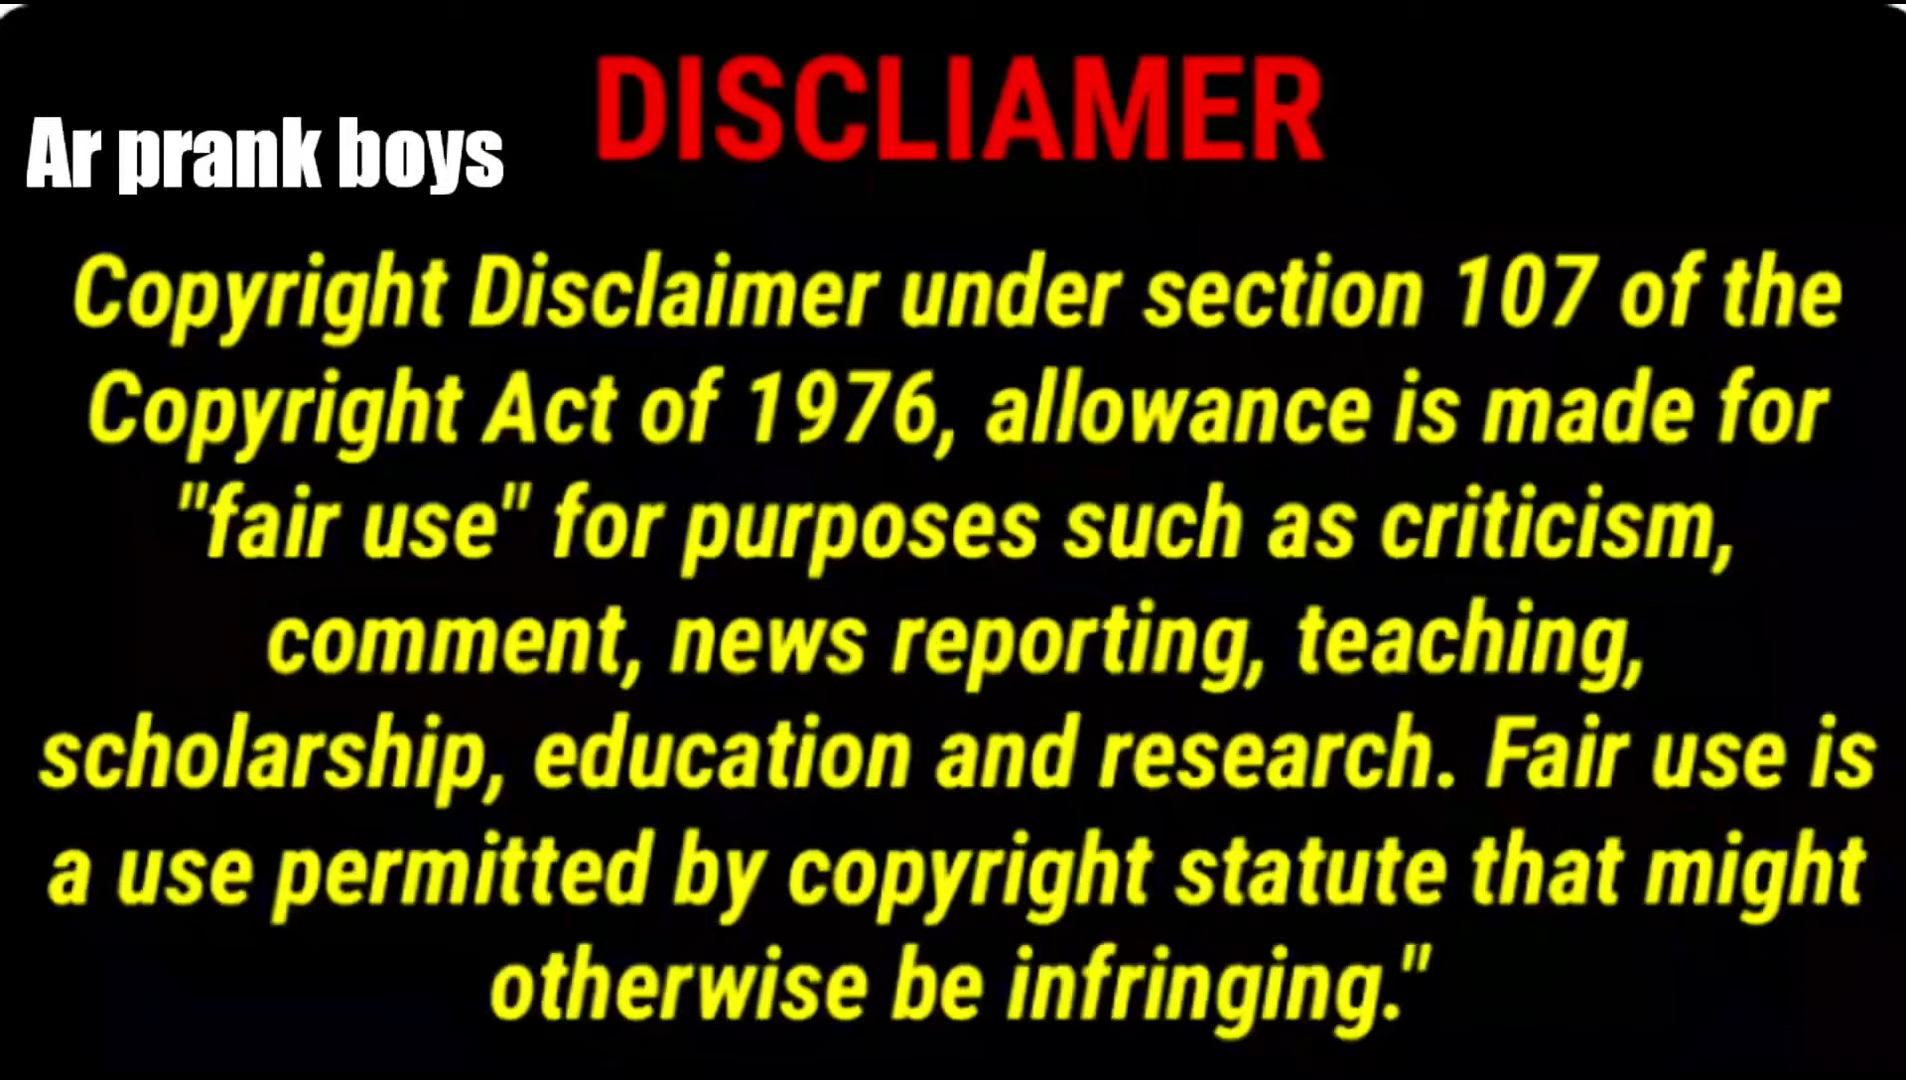 DISCLIAMER
Ar prank boys
Copyright Disclaimer under section 107 of the
Copyright Act of 1976, allowance is made for
"fair use" for purposes such as criticism,
comment, news reporting, teaching,
scholarship, education and research. Fair use is
a use permitted by copyright statute that might
otherwise be infringing."